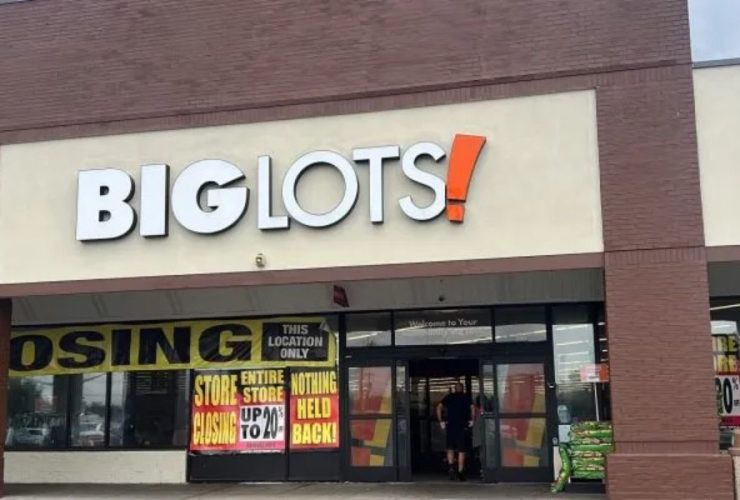 BIG LOTS!
OSING
THIS
LOCATION
ONLY
STORE
CLOSING
ENTIRE
STORE
UP
TO 20%
NOTHING
HELD
BACK!
Welcome to Your